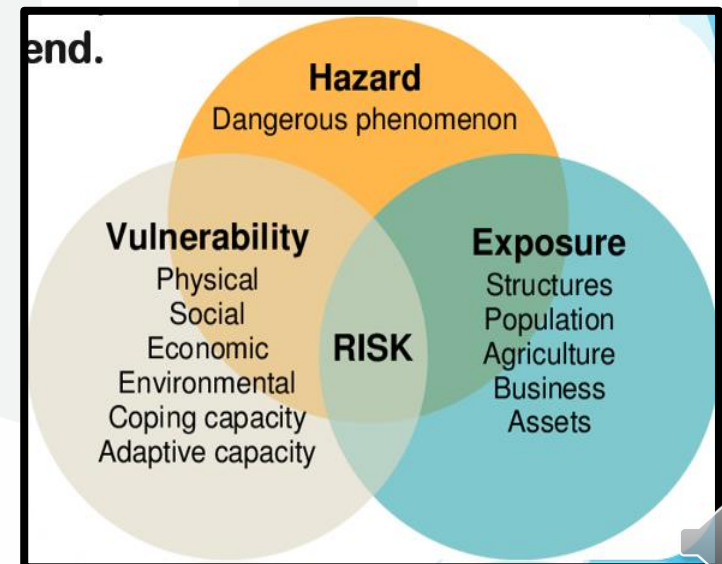 end.
Hazard
Dangerous phenomenon
Vulnerability
Physical
Social
Economic
Environmental
Coping capacity
Adaptive capacity
RISK
Exposure
Structures
Population
Agriculture
Business
Assets